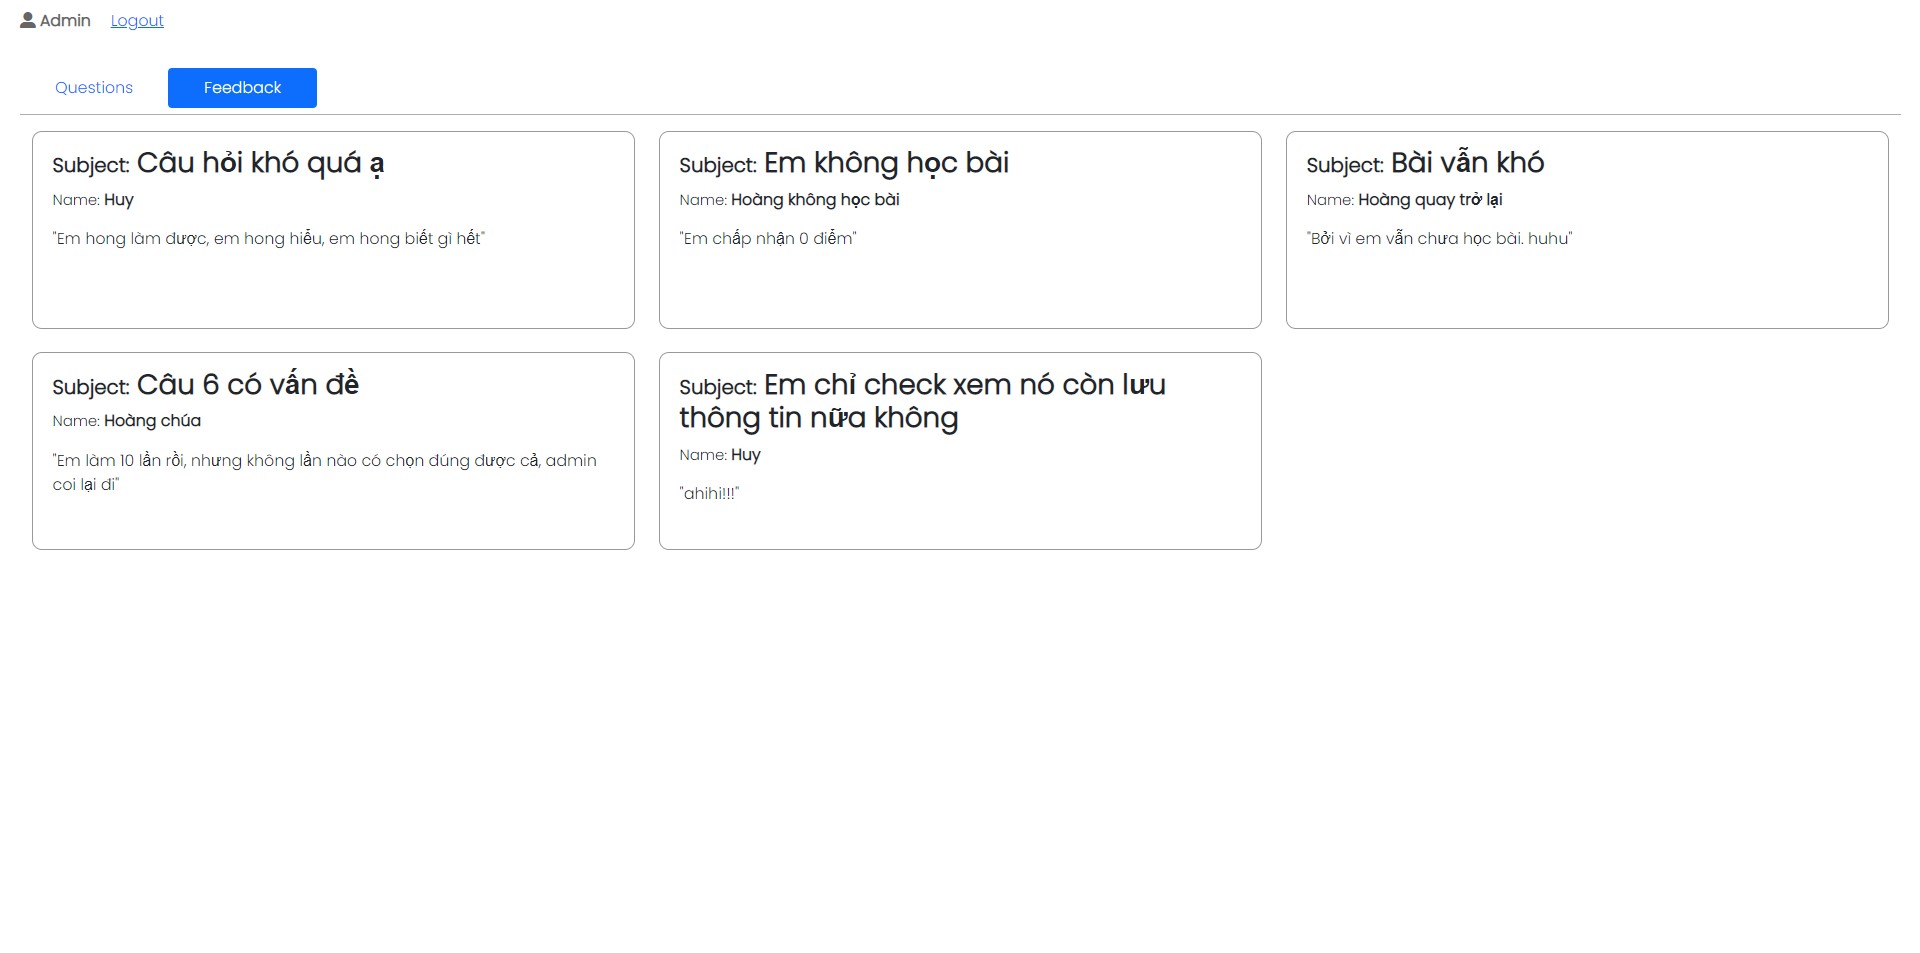 Admin Logout
Questions Feedback
Subject: Câu hỏi khó quá ạ
Name: Huy
"Em hong làm được, em hong hiểu, em hong biết gì hết"
Subject: Em không học bài
Name: Hoàng không học bài
"Em chấp nhận 0 điểm"
Subject: Bài vẫn khó
Name: Hoàng quay trở lại
"Bởi vì em vẫn chưa học bài. huhu"
Subject: Câu 6 có vấn đề
Name: Hoàng chúa
"Em làm 10 lần rồi, nhưng không lần nào có chọn đúng được cả, admin
coi lại đi"
Subject: Em chỉ check xem nó còn lưu
thông tin nữa không
Name: Huy
"ahihi!!!"